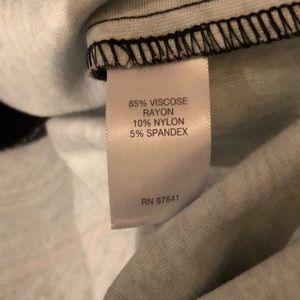 85% VISCOSE
RAYON
10% NYLON
5% SPANDEX
RN 97641